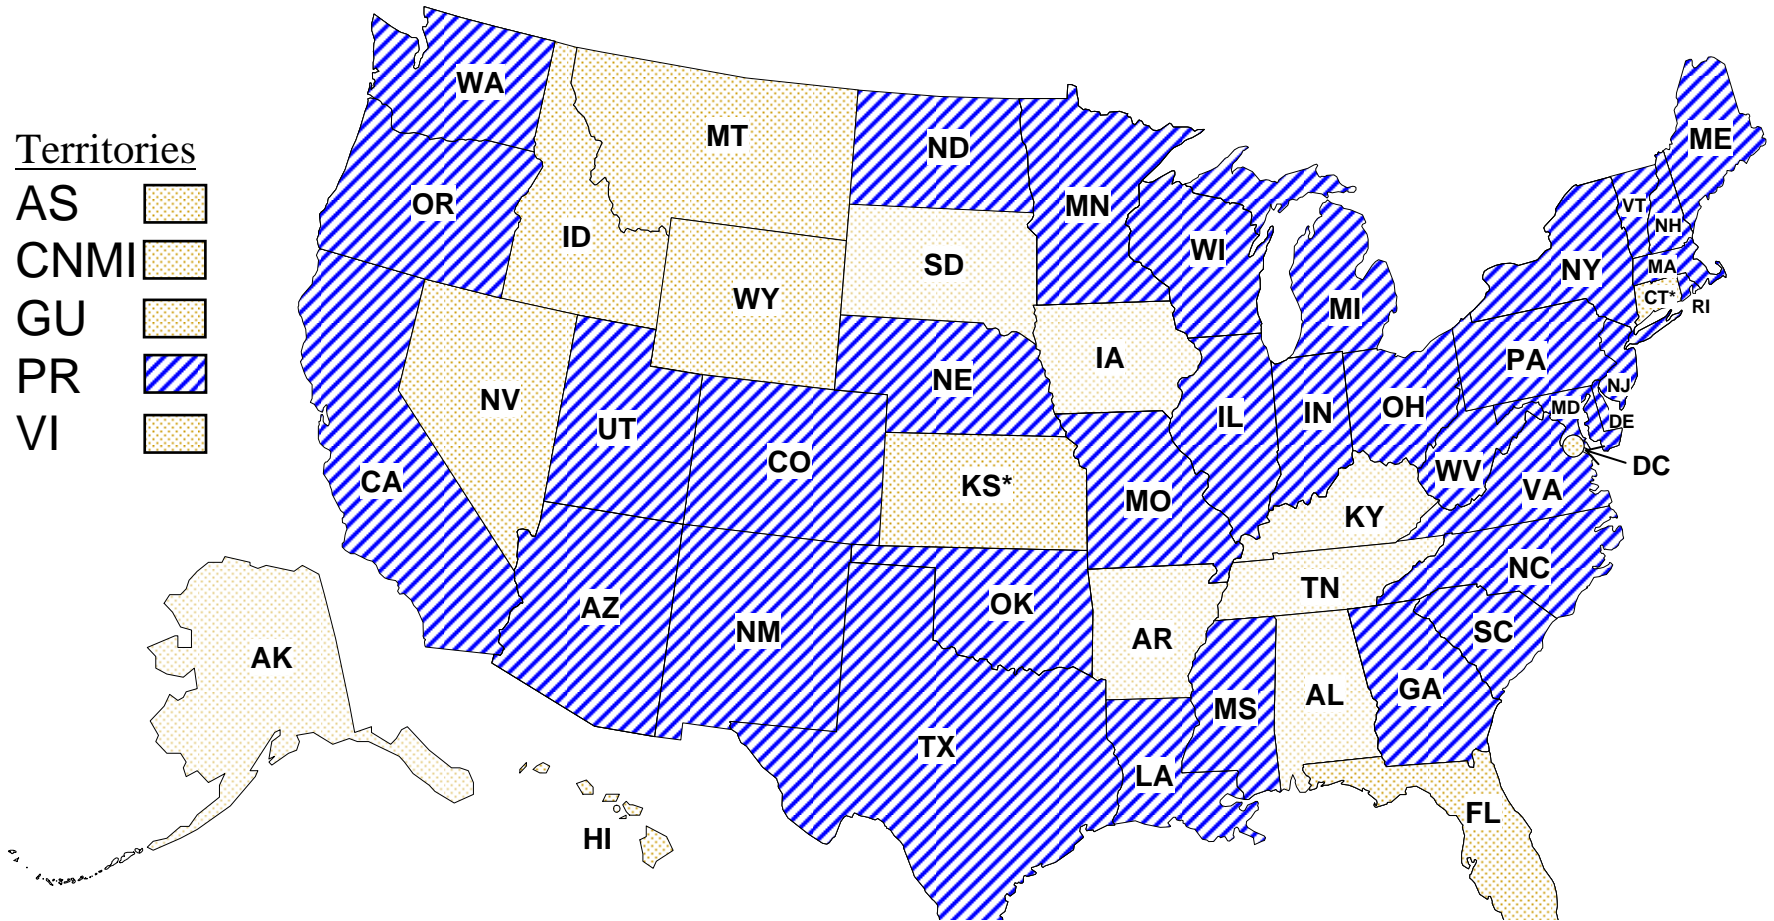 Territories
AS
CNMI
GU
PR
VI
WA
MT
ND
ME
OR
ID
MN
VT
NH
SD
WI
NY
MA
WY
MI
CT*
RI
IA
PA
NV
NE
NJ
UT
IL
IN
OH
MD
DE
CO
CA
KS*
MO
WV
VA
DC
KY
AZ
NM
OK
TN
NC
AK
AR
SC
GA
MS
AL
TX
LA
HI
FL